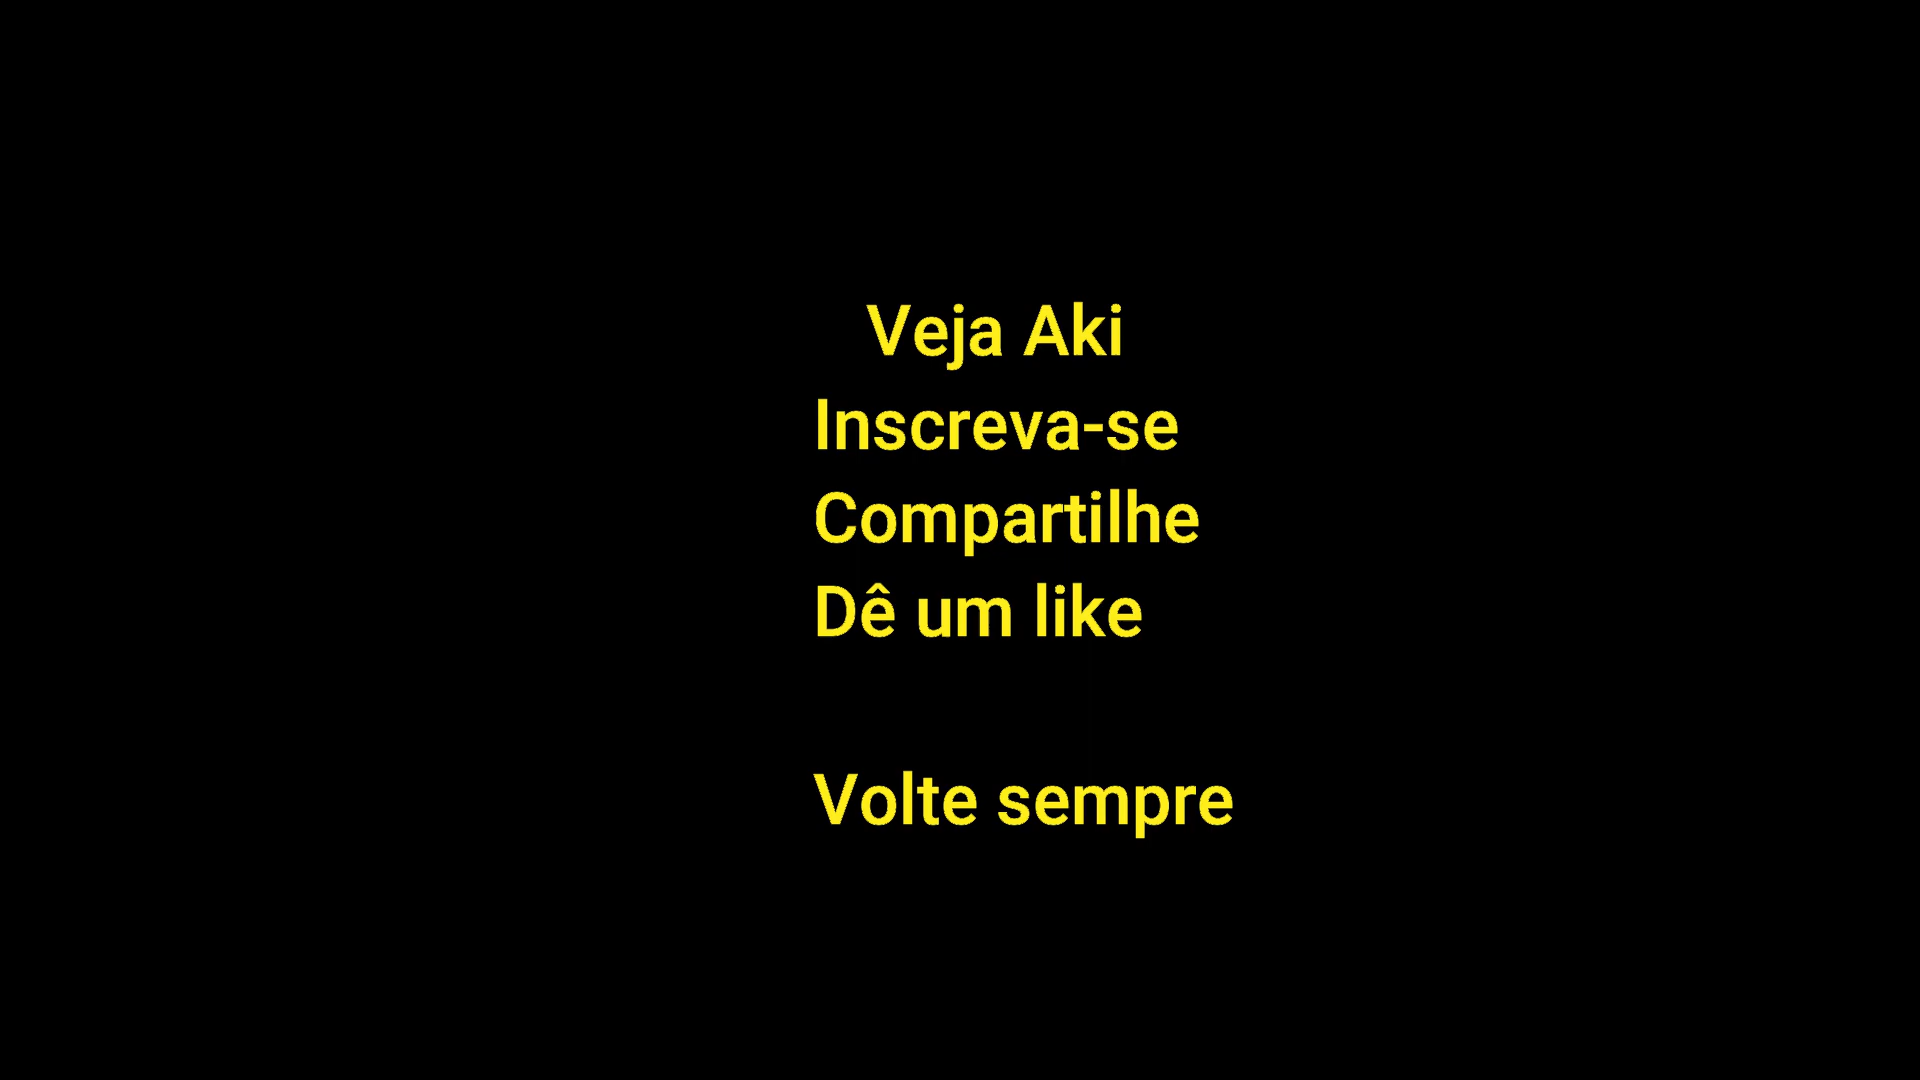 Veja Aki
Inscreva-se
Compartilhe
Dê um like
Volte sempre